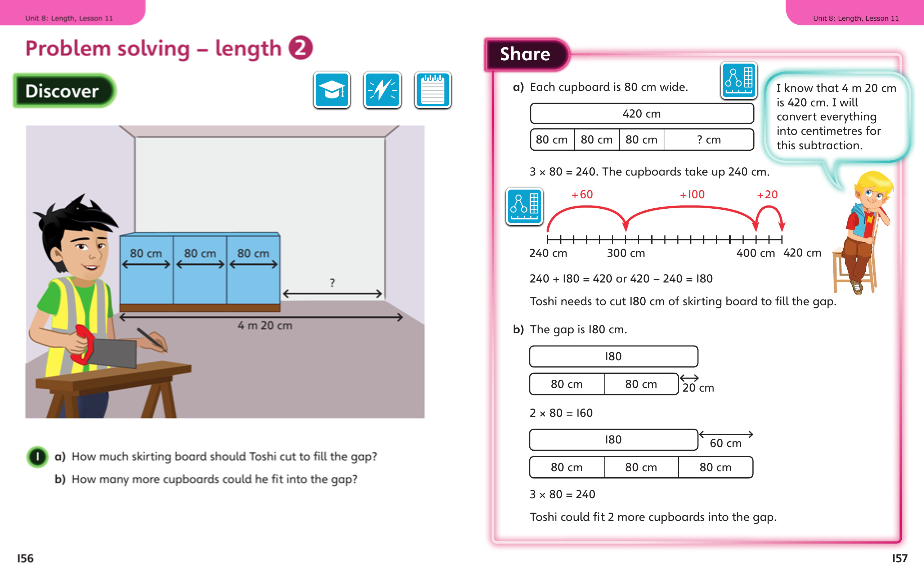 Unit 8: Length, Lesson 11
Problem solving – length 2
Discover
80 cm 80 cm 80 cm
?
4 m 20 cm
1 a) How much skirting board should Toshi cut to fill the gap?
b) How many more cupboards could he fit into the gap?
156
Unit 8: Length, Lesson 11
Share
a) Each cupboard is 80 cm wide.
420 cm
80 cm 80 cm 80 cm ? cm
I know that 4 m 20 cm
is 420 cm. I will
convert everything
into centimetres for
this subtraction.
3 × 80 = 240. The cupboards take up 240 cm.
+60 +100 +20
240 cm 300 cm 400 cm 420 cm
240 + 180 = 420 or 420 – 240 = 180
Toshi needs to cut 180 cm of skirting board to fill the gap.
b) The gap is 180 cm.
180
80 cm 80 cm 20 cm
2 × 80 = 160
180 60 cm
80 cm 80 cm 80 cm
3 × 80 = 240
Toshi could fit 2 more cupboards into the gap.
157